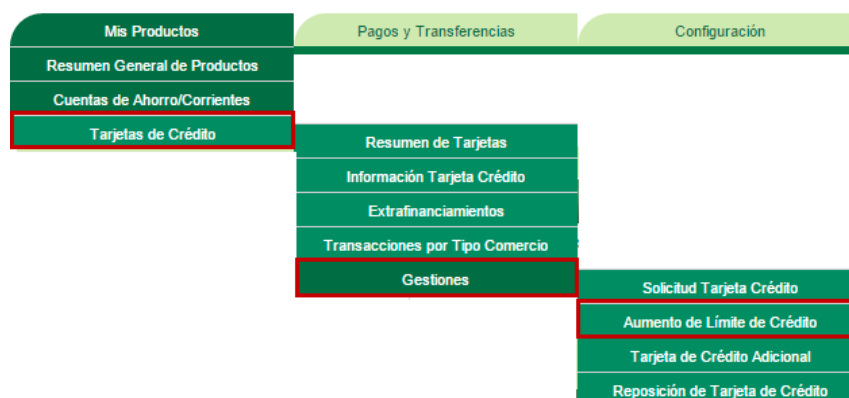 Mis Productos
Pagos y Transferencias
Configuración
Resumen General de Productos
Cuentas de Ahorro/Corrientes
Tarjetas de Crédito
Resumen de Tarjetas
Información Tarjeta Crédito
Extrafinanciamientos
Transacciones por Tipo Comercio
Gestiones
Solicitud Tarjeta Crédito
Aumento de Límite de Crédito
Tarjeta de Crédito Adicional
Reposición de Tarjeta de Crédito